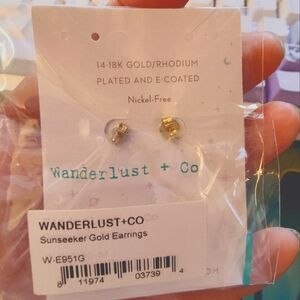 14-18K GOLD/RHODIUM
PLATED AND E-COATED
Nickel-Free
Wanderlust + Co
WANDERLUST+CO
Sunseeker Gold Earrings
W-E951G
8 11974 03739 4